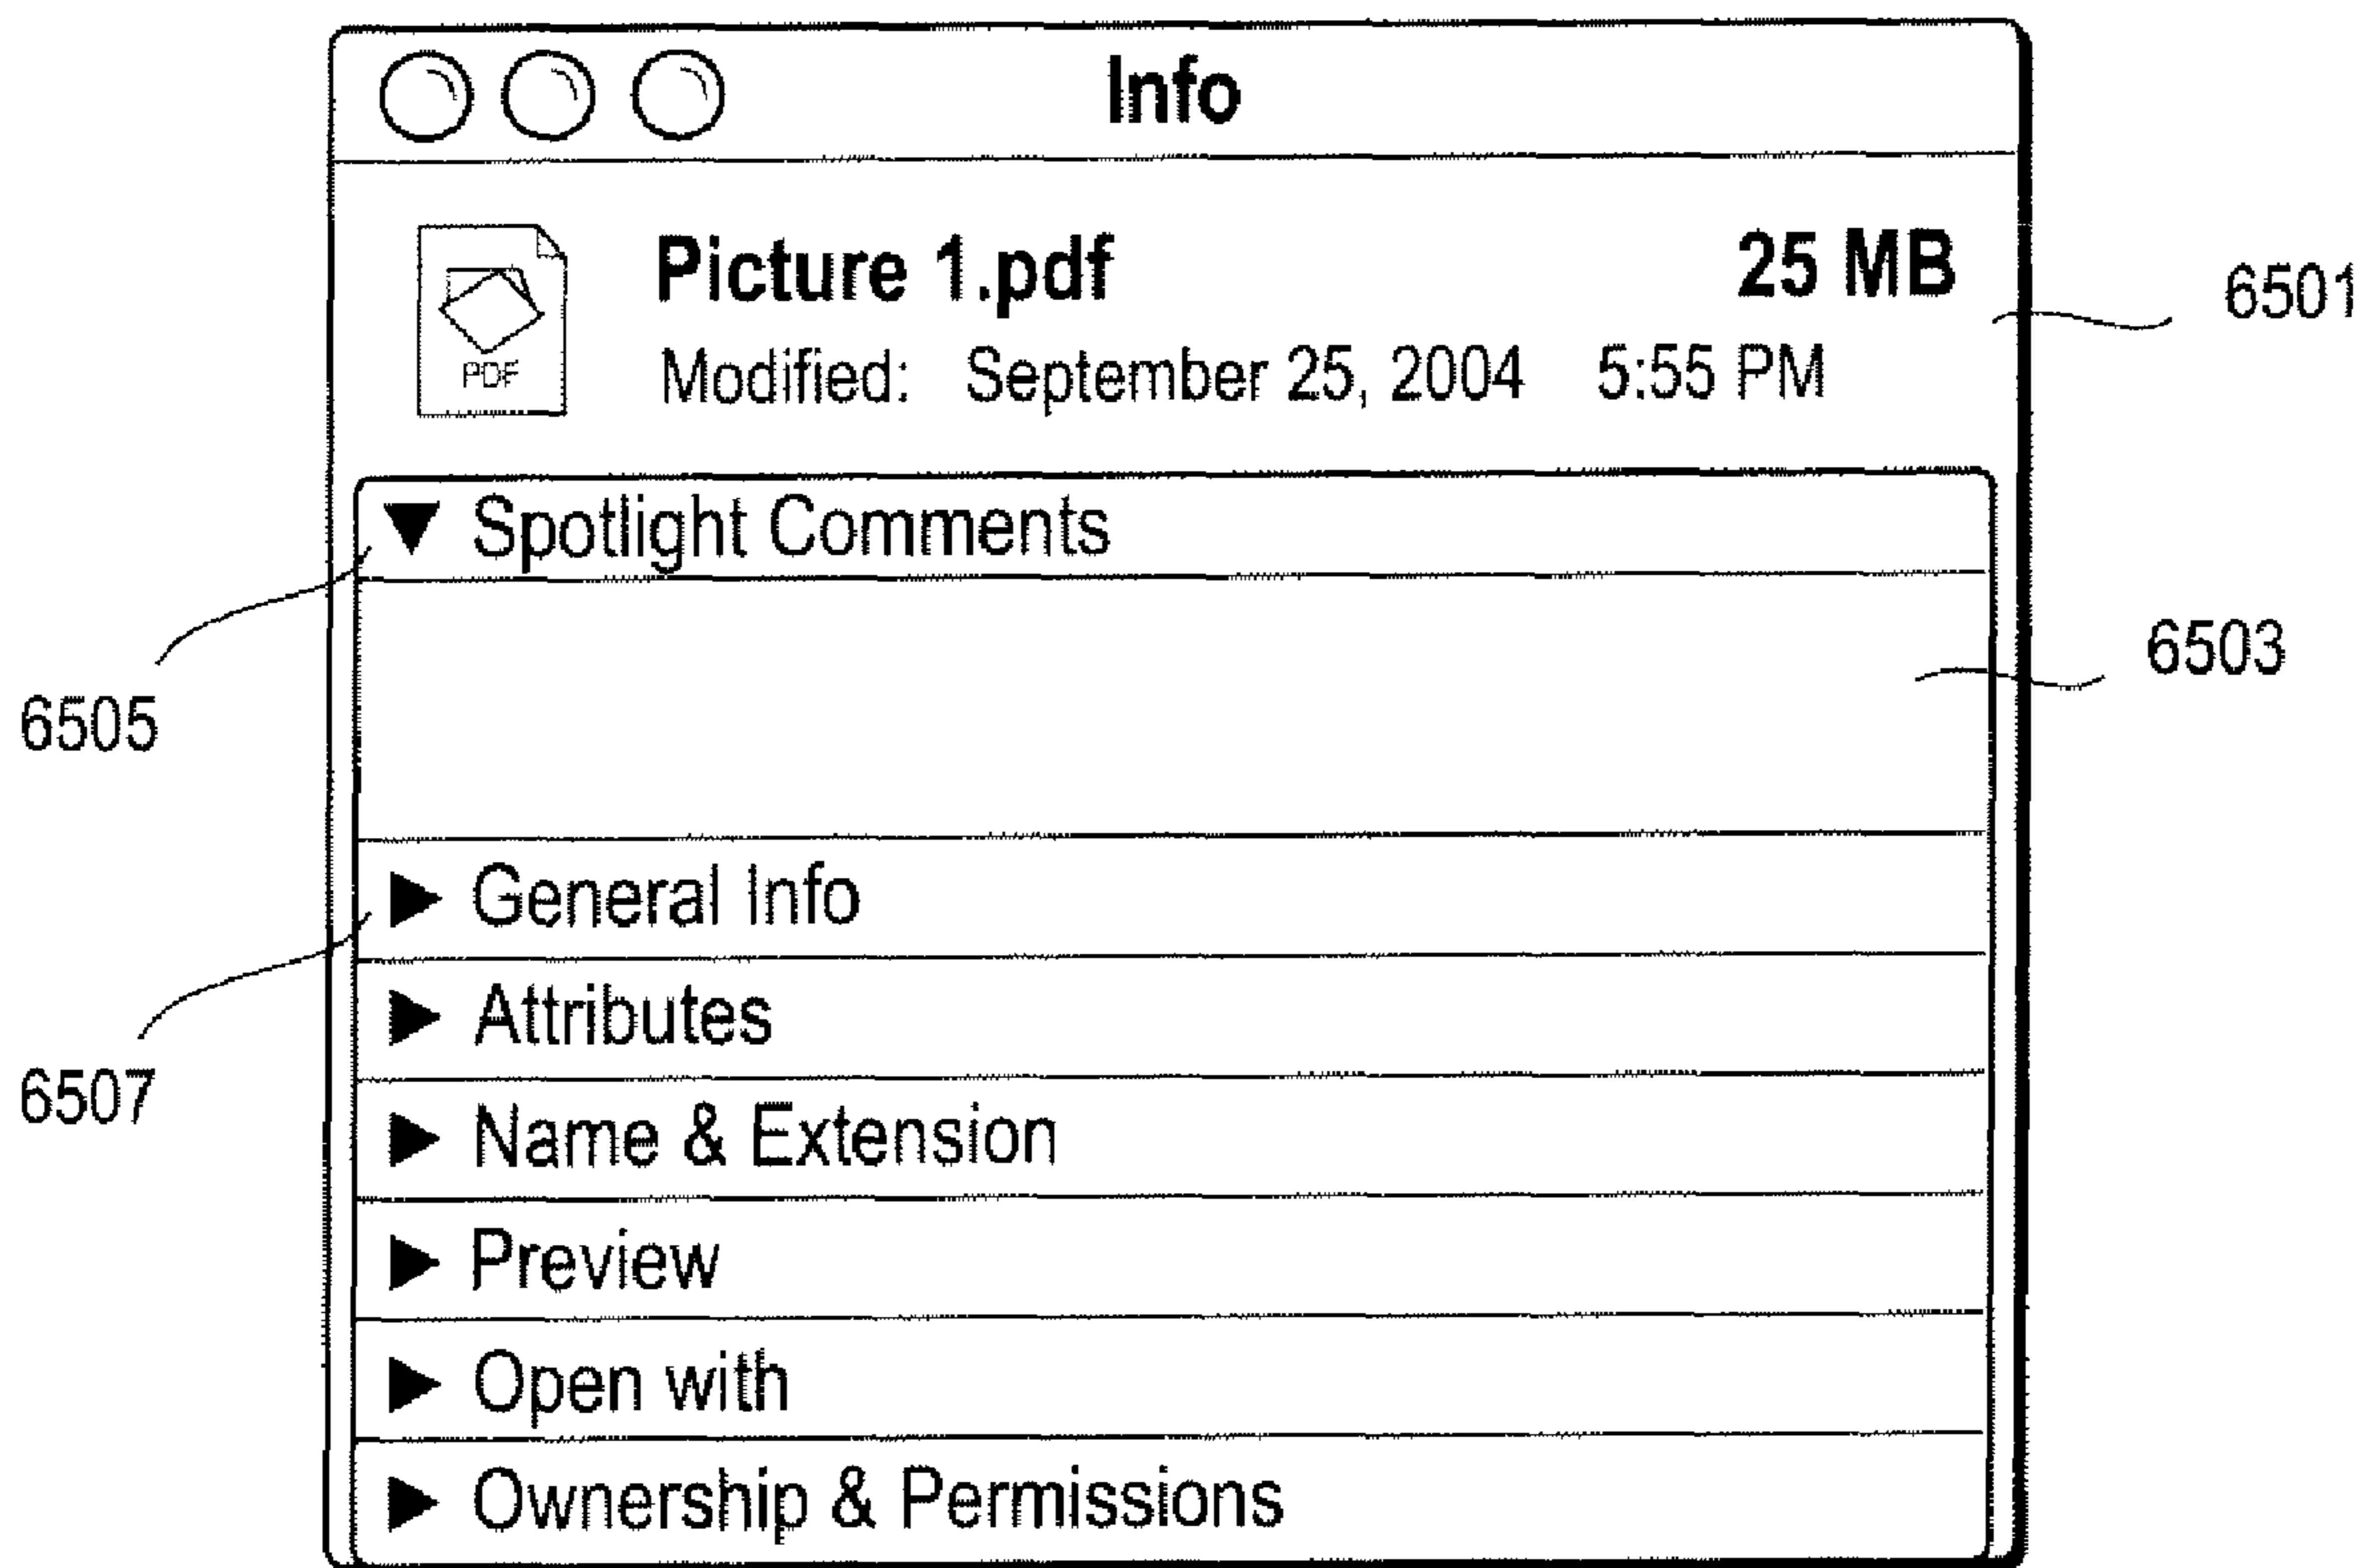 Info
Picture 1.pdf 25 MB
6501
PDF
Modified: September 25, 2004 5:55 PM
Spotlight Comments
6503
6505
General Info
Attributes
6507
Name & Extension
Preview
Open with
Ownership & Permissions